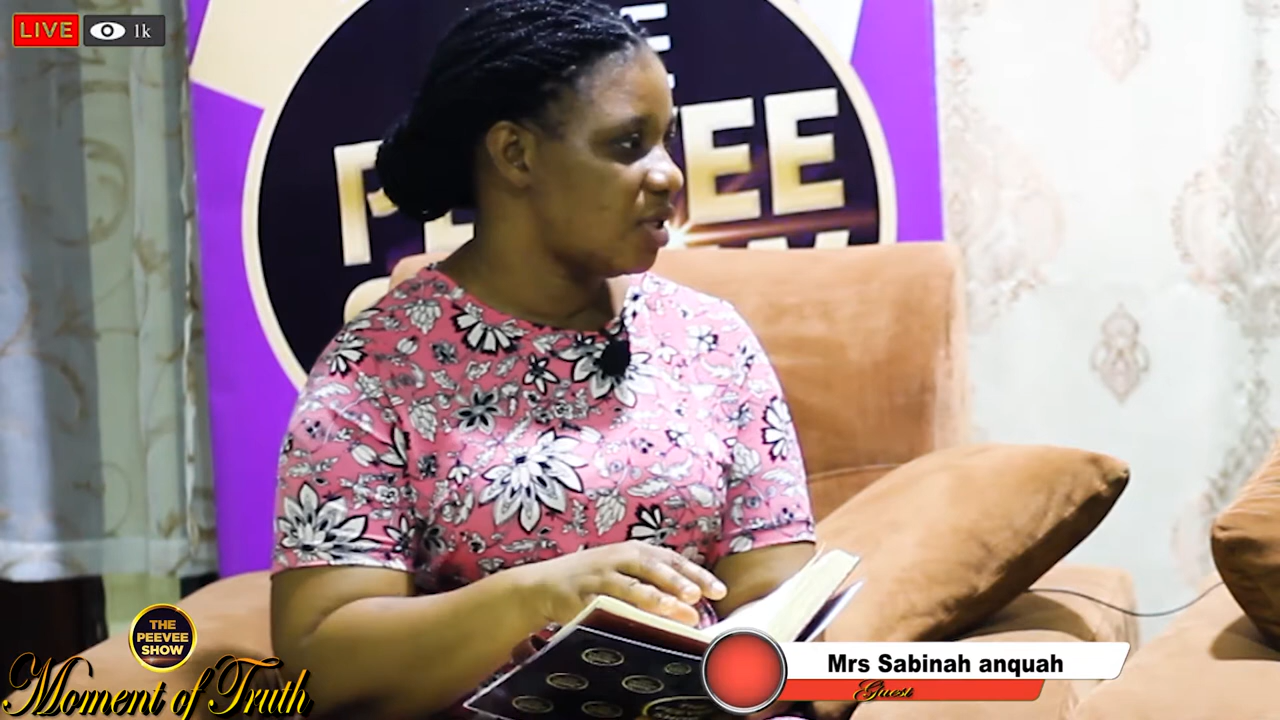 LIVE 1k
THE
PEEVEE
SHOW
Moment of Truth
Mrs Sabinah anquah
Guest